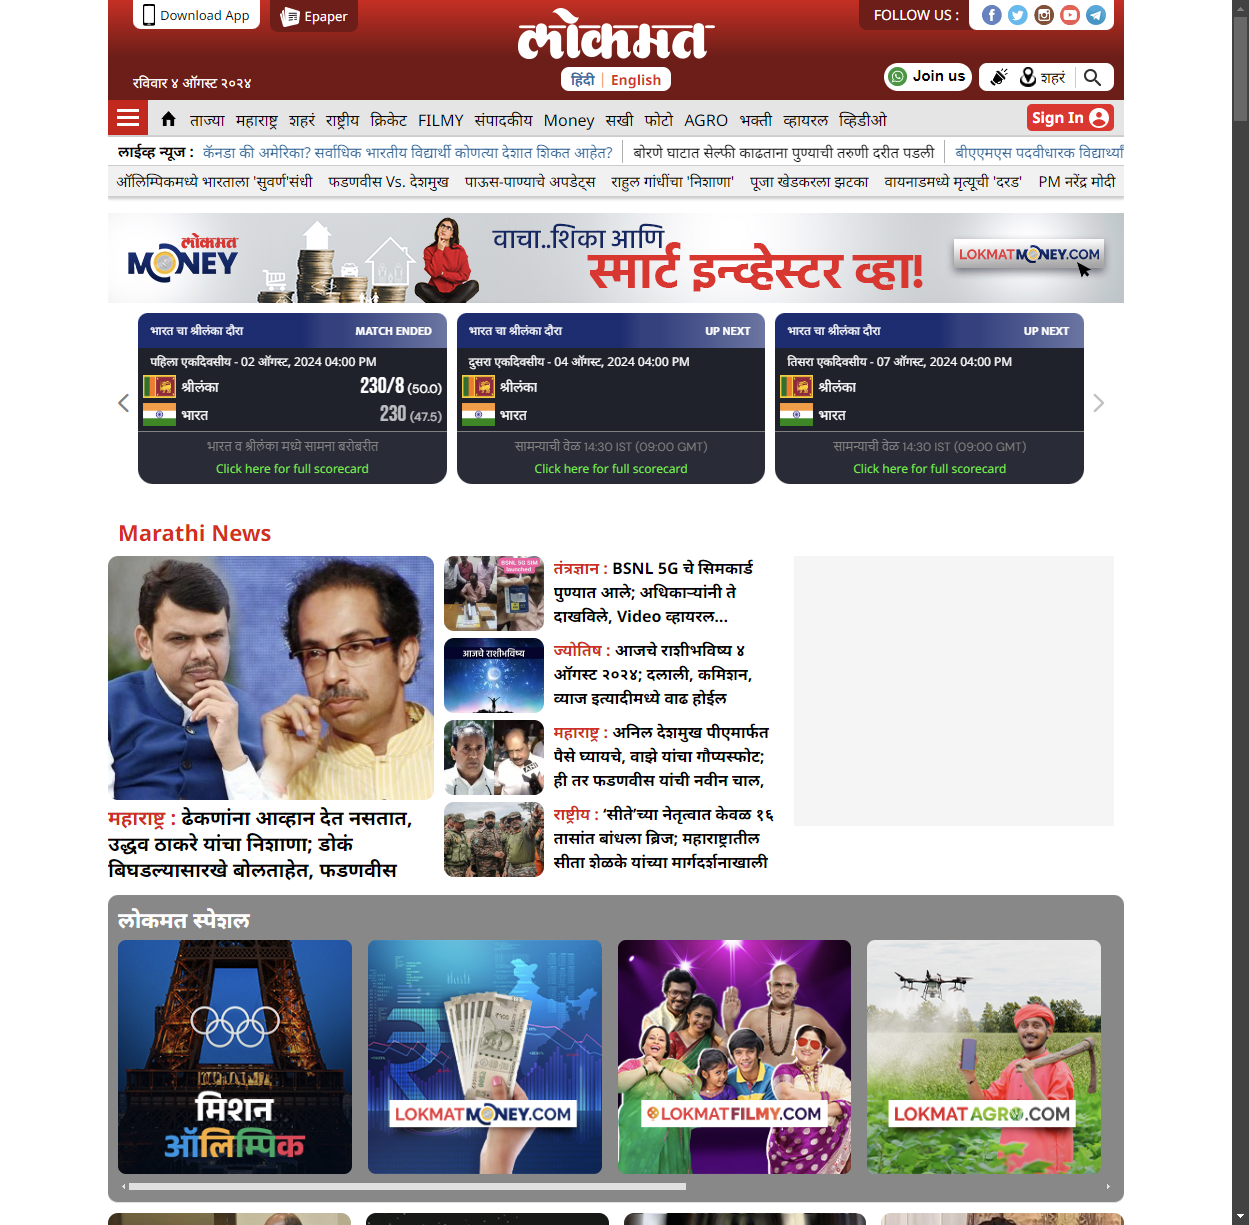 Download App
Epaper
लोकमत
FOLLOW US :
रविवार ४ ऑगस्ट २०२४
हिंदी | English
Join us
शहरं
ताज्या महाराष्ट्र शहरं राष्ट्रीय क्रिकेट FILMY संपादकीय Money सखी फोटो AGRO भक्ती व्हायरल व्हिडीओ
Sign In
लाईव्ह न्यूज : कॅनडा की अमेरिका? सर्वाधिक भारतीय विद्यार्थी कोणत्या देशात शिकत आहेत? बोरणे घाटात सेल्फी काढताना पुण्याची तरुणी दरीत पडली बीएएमएस पदवीधारक विद्यार्थ्यां
ऑलिम्पिकमध्ये भारताला 'सुवर्ण'संधी फडणवीस Vs. देशमुख पाऊस-पाण्याचे अपडेट्स राहुल गांधींचा 'निशाणा' पूजा खेडकरला झटका वायनाडमध्ये मृत्यूची 'दरड' PM नरेंद्र मोदी
लोकमत
MONEY
वाचा..शिका आणि
स्मार्ट इन्व्हेस्टर व्हा!
LOKMATMONEY.COM
भारत चा श्रीलंका दौरा MATCH ENDED
पहिला एकदिवसीय - 02 ऑगस्ट, 2024 04:00 PM
श्रीलंका 230/8 (50.0)
भारत 230 (47.5)
भारत व श्रीलंका मध्ये सामना बरोबरीत
Click here for full scorecard
भारत चा श्रीलंका दौरा UP NEXT
दुसरा एकदिवसीय - 04 ऑगस्ट, 2024 04:00 PM
श्रीलंका
भारत
सामन्याची वेळ 14:30 IST (09:00 GMT)
Click here for full scorecard
भारत चा श्रीलंका दौरा UP NEXT
तिसरा एकदिवसीय - 07 ऑगस्ट, 2024 04:00 PM
श्रीलंका
भारत
सामन्याची वेळ 14:30 IST (09:00 GMT)
Click here for full scorecard
Marathi News
महाराष्ट्र : ढेकणांना आव्हान देत नसतात,
उद्धव ठाकरे यांचा निशाणा; डोकं
बिघडल्यासारखे बोलताहेत, फडणवीस
BSNL 5G SIM
launched
तंत्रज्ञान : BSNL 5G चे सिमकार्ड
पुण्यात आले; अधिकाऱ्यांनी ते
दाखविले, Video व्हायरल...
आजचे राशीभविष्य
ज्योतिष : आजचे राशीभविष्य ४
ऑगस्ट २०२४; दलाली, कमिशन,
व्याज इत्यादीमध्ये वाढ होईल
महाराष्ट्र : अनिल देशमुख पीएमार्फत
पैसे घ्यायचे, वाझे यांचा गौप्यस्फोट;
ही तर फडणवीस यांची नवीन चाल,
राष्ट्रीय : ‘सीते’च्या नेतृत्वात केवळ १६
तासांत बांधला ब्रिज; महाराष्ट्रातील
सीता शेळके यांच्या मार्गदर्शनाखाली
लोकमत स्पेशल
मिशन
ऑलिम्पिक
LOKMATMONEY.COM
LOKMATFILMY.COM
LOKMAT AGRO.COM